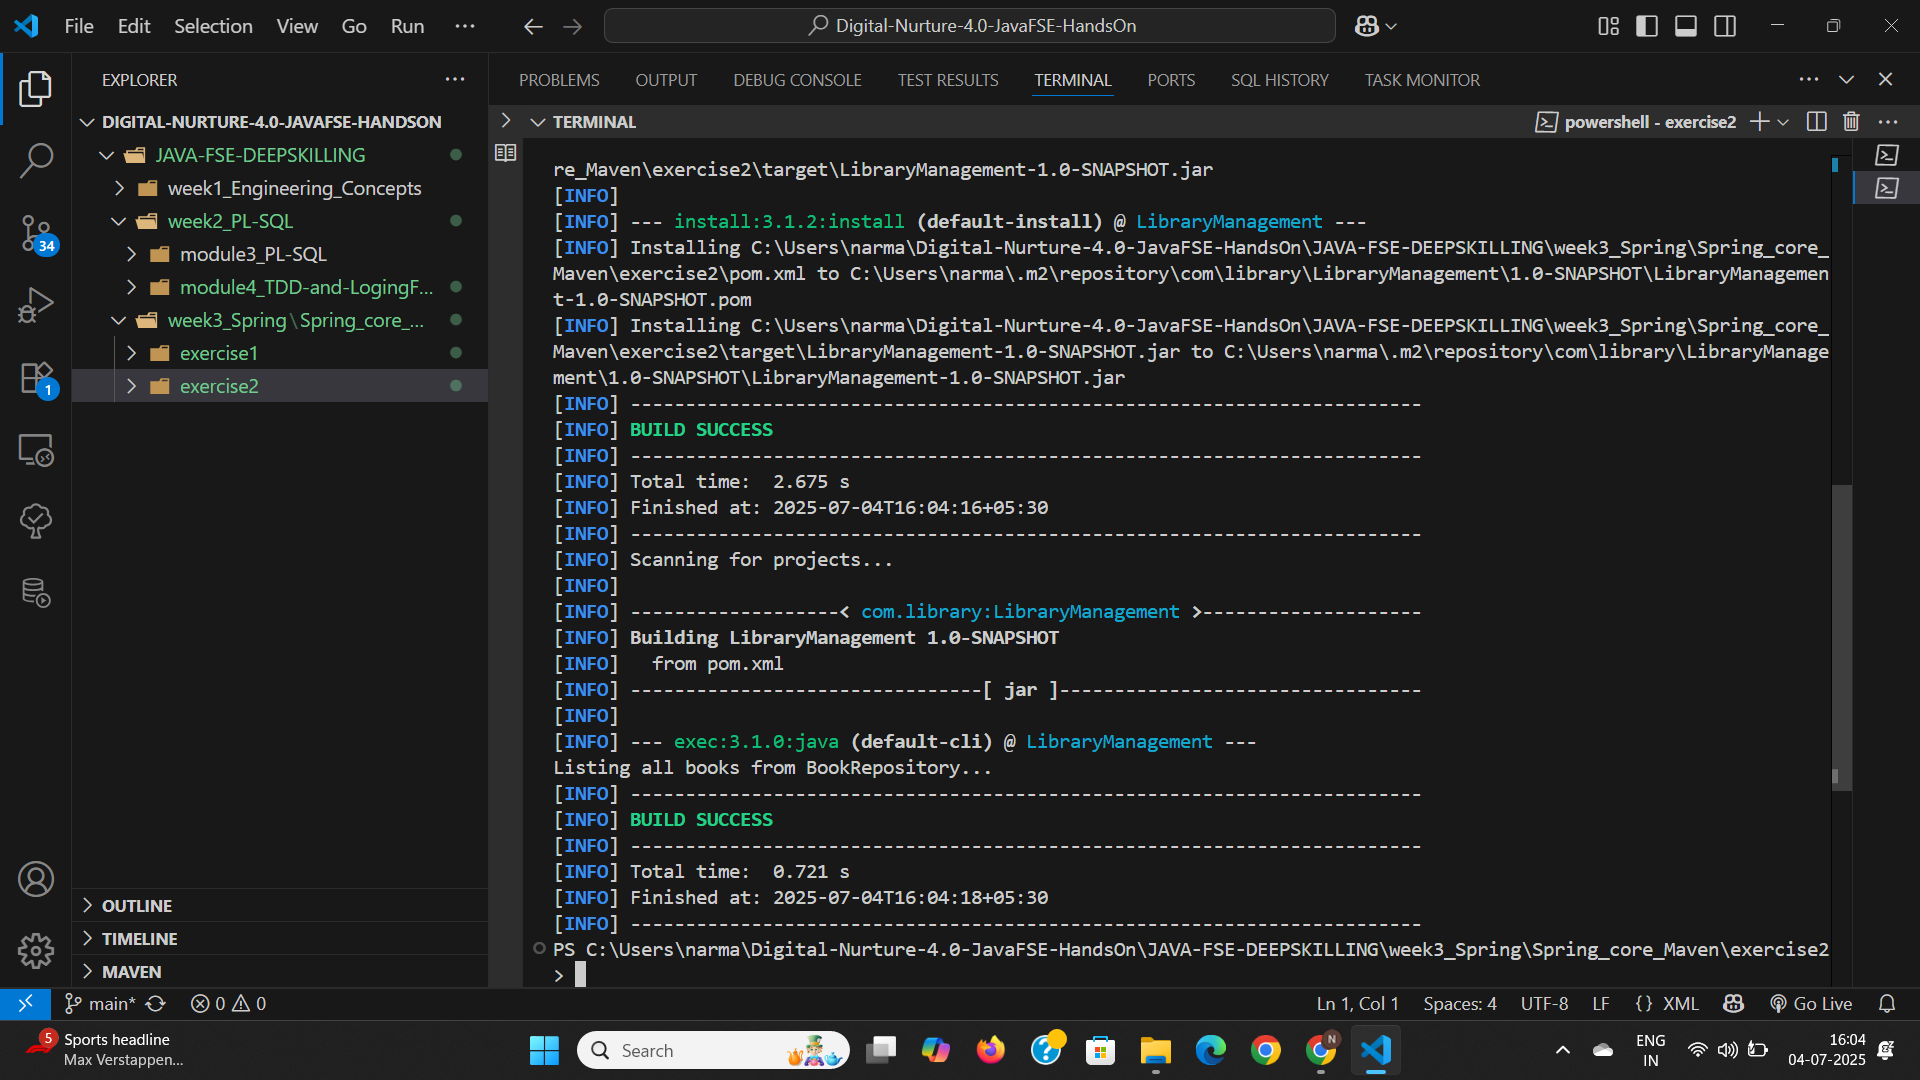 File Edit Selection View Go Run ···
Digital-Nurture-4.0-JavaFSE-HandsOn
EXPLORER
DIGITAL-NURTURE-4.0-JAVAFSE-HANDSON
JAVA-FSE-DEEPSKILLING
week1_Engineering_Concepts
week2_PL-SQL
module3_PL-SQL
module4_TDD-and-LogingF...
week3_Spring\Spring_core_...
exercise1
exercise2
34
1
OUTLINE
TIMELINE
MAVEN
PROBLEMS OUTPUT DEBUG CONSOLE TEST RESULTS TERMINAL PORTS SQL HISTORY TASK MONITOR
TERMINAL
powershell - exercise2
re_Maven\exercise2\target\LibraryManagement-1.0-SNAPSHOT.jar
[INFO]
[INFO] --- install:3.1.2:install (default-install) @ LibraryManagement ---
[INFO] Installing C:\Users\narma\Digital-Nurture-4.0-JavaFSE-HandsOn\JAVA-FSE-DEEPSKILLING\week3_Spring\Spring_core_
Maven\exercise2\pom.xml to C:\Users\narma\.m2\repository\com\library\LibraryManagement\1.0-SNAPSHOT\LibraryManagemen
t-1.0-SNAPSHOT.pom
[INFO] Installing C:\Users\narma\Digital-Nurture-4.0-JavaFSE-HandsOn\JAVA-FSE-DEEPSKILLING\week3_Spring\Spring_core_
Maven\exercise2\target\LibraryManagement-1.0-SNAPSHOT.jar to C:\Users\narma\.m2\repository\com\library\LibraryManage
ment\1.0-SNAPSHOT\LibraryManagement-1.0-SNAPSHOT.jar
[INFO] ------------------------------------------------------------------------
[INFO] BUILD SUCCESS
[INFO] ------------------------------------------------------------------------
[INFO] Total time:  2.675 s
[INFO] Finished at: 2025-07-04T16:04:16+05:30
[INFO] ------------------------------------------------------------------------
[INFO] Scanning for projects...
[INFO]
[INFO] -------------------< com.library:LibraryManagement >--------------------
[INFO] Building LibraryManagement 1.0-SNAPSHOT
[INFO]   from pom.xml
[INFO] --------------------------------[ jar ]---------------------------------
[INFO]
[INFO] --- exec:3.1.0:java (default-cli) @ LibraryManagement ---
Listing all books from BookRepository...
[INFO] ------------------------------------------------------------------------
[INFO] BUILD SUCCESS
[INFO] ------------------------------------------------------------------------
[INFO] Total time:  0.721 s
[INFO] Finished at: 2025-07-04T16:04:18+05:30
[INFO] ------------------------------------------------------------------------
PS C:\Users\narma\Digital-Nurture-4.0-JavaFSE-HandsOn\JAVA-FSE-DEEPSKILLING\week3_Spring\Spring_core_Maven\exercise2
>
main* 0 0 Ln 1, Col 1 Spaces: 4 UTF-8 LF {} XML Go Live
5 Sports headline
Max Verstappen...
Search
N
ENG
IN
16:04
04-07-2025